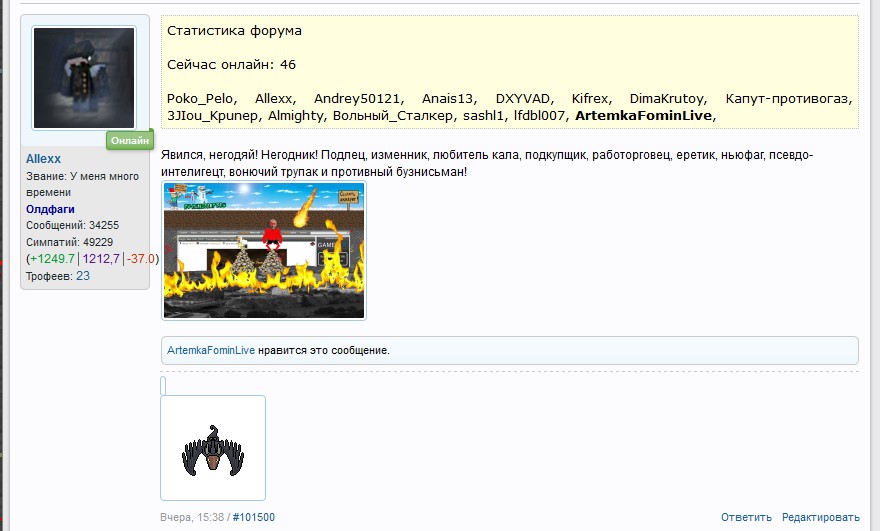 Онлайн
Allexx
Звание: У меня много
времени
Олдфаги
Сообщений: 34255
Симпатий: 49229
(+1249.7|1212,7|-37.0)
Трофеев: 23
Статистика форума
Сейчас онлайн: 46
Poko_Pelo, Allexx, Andrey50121, Anais13, DXYVAD, Kifrex, DimaKrutoy, Капут-противогаз,
3JIou_Kpuпep, Almighty, Вольный_Сталкер, sashl1, lfdbl007, ArtemkaFominLive,
Явился, негодяй! Негодник! Подлец, изменник, любитель кала, подкупщик, работорговец, еретик, ньюфаг, псевдо-
интелигецт, вонючий трупак и противный бузнисьман!
GAME
ArtemkaFominLive нравится это сообщение.
Вчера, 15:38 / #101500
Ответить Редактировать